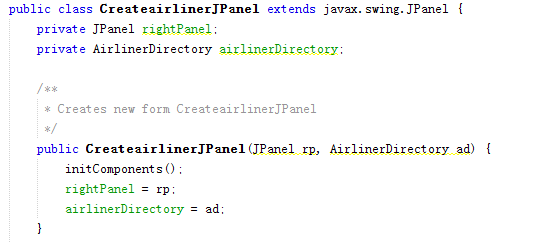 public class CreateairlinerJPanel extends javax.swing.JPanel {
    private JPanel rightPanel;
    private AirlinerDirectory airlinerDirectory;

    /**
     * Creates new form CreateairlinerJPanel
     */
    public CreateairlinerJPanel(JPanel rp, AirlinerDirectory ad) {
        initComponents();
        rightPanel = rp;
        airlinerDirectory = ad;
    }